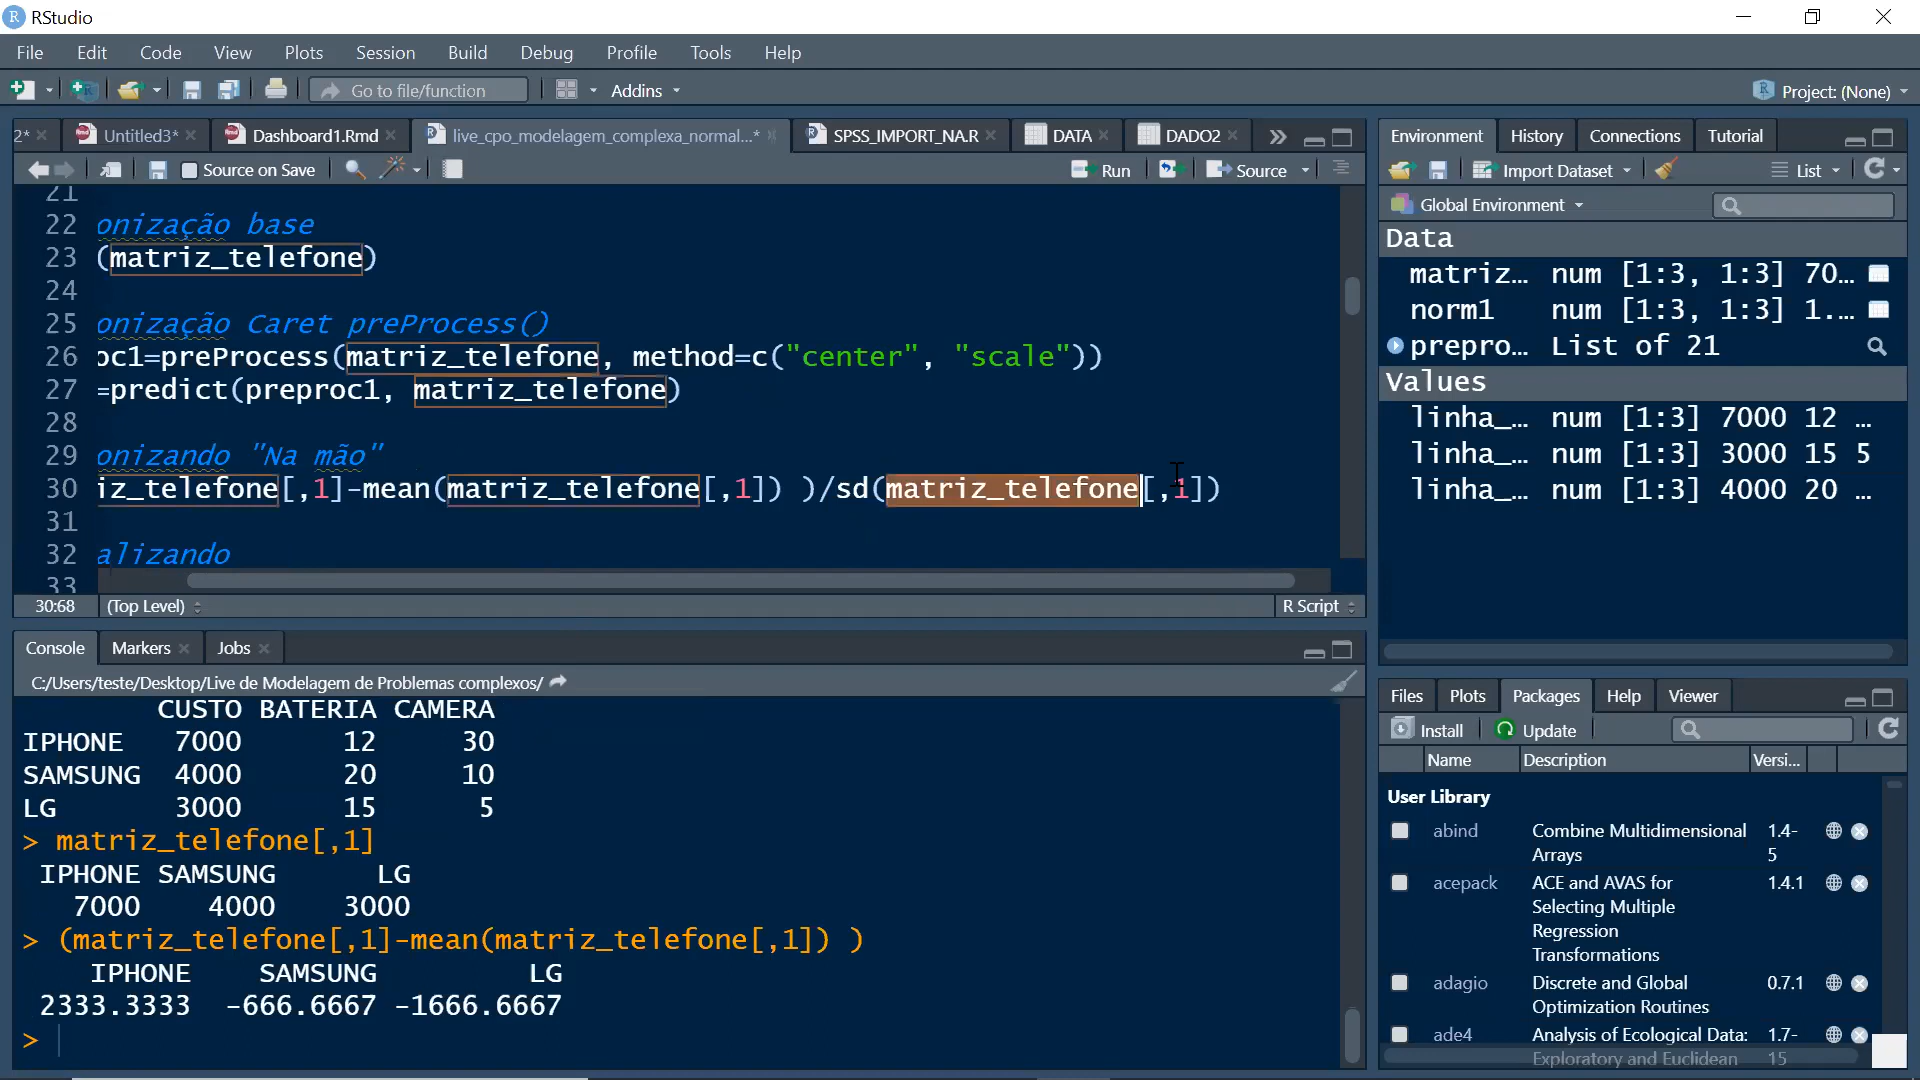 RStudio
File Edit Code View Plots Session Build Debug Profile Tools Help
Go to file/function Addins Project: (None)
2* Untitled3* Dashboard1.Rmd live_cpo_modelagem_complexa_normal...* SPSS_IMPORT_NA.R DATA DADO2
Source on Save Run Source
21
22 onização base
23 (matriz_telefone)
24
25 onização Caret preProcess()
26 oc1=preProcess(matriz_telefone, method=c("center", "scale"))
27 =predict(preproc1, matriz_telefone)
28
29 onizando "Na mão"
30 iz_telefone[,1]-mean(matriz_telefone[,1]) )/sd(matriz_telefone[,1])
31
32 alizando
33
30:68 (Top Level) R Script
Console Markers Jobs
C:/Users/teste/Desktop/Live de Modelagem de Problemas complexos/
CUSTO BATERIA CAMERA
IPHONE 7000 12 30
SAMSUNG 4000 20 10
LG 3000 15 5
> matriz_telefone[,1]
IPHONE SAMSUNG LG
7000 4000 3000
> (matriz_telefone[,1]-mean(matriz_telefone[,1]) )
IPHONE SAMSUNG LG
2333.3333 -666.6667 -1666.6667
>
Environment History Connections Tutorial
Import Dataset List
Global Environment
Data
matriz... num [1:3, 1:3] 70...
norm1 num [1:3, 1:3] 1....
prepro... List of 21
Values
linha_... num [1:3] 7000 12 ...
linha_... num [1:3] 3000 15 5
linha_... num [1:3] 4000 20 ...
Files Plots Packages Help Viewer
Install Update
Name Description Versi...
User Library
abind Combine Multidimensional 1.4-
Arrays 5
acepack ACE and AVAS for 1.4.1
Selecting Multiple
Regression
Transformations
adagio Discrete and Global 0.7.1
Optimization Routines
ade4 Analysis of Ecological Data: 1.7-
Exploratory and Euclidean 15